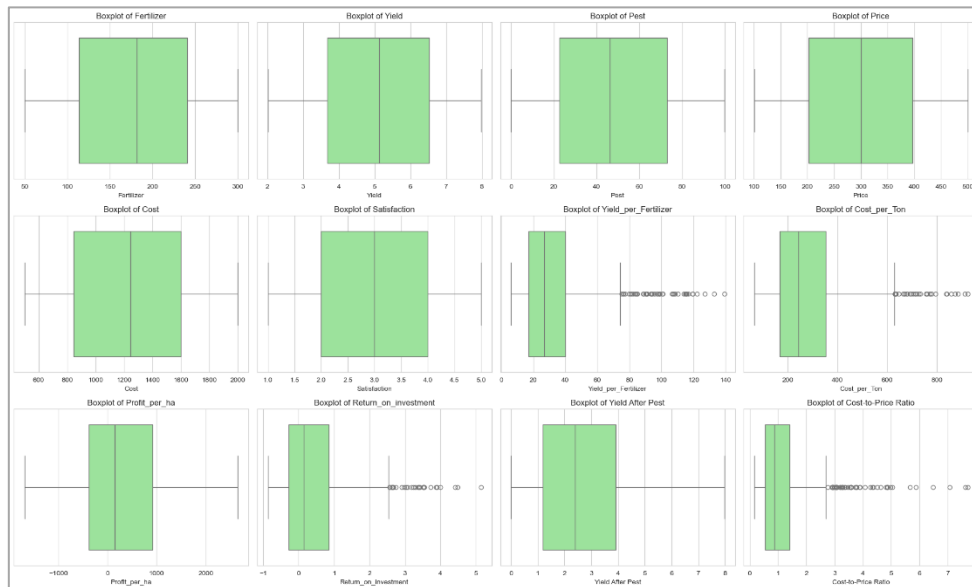 Boxplot of Fertilizer
Boxplot of Yield
Boxplot of Pest
Boxplot of Price
50 100 150 200 250 300
2 3 4 5 6 7 8
0 20 40 60 80 100
100 150 200 250 300 350 400 450 500
Fertilizer
Yield
Pest
Price
Boxplot of Cost
Boxplot of Satisfaction
Boxplot of Yield_per_Fertilizer
Boxplot of Cost_per_Ton
600 800 1000 1200 1400 1600 1800 2000
1.0 1.5 2.0 2.5 3.0 3.5 4.0 4.5 5.0
0 20 40 60 80 100 120 140
200 400 600 800
Cost
Satisfaction
Yield_per_Fertilizer
Cost_per_Ton
Boxplot of Profit_per_ha
Boxplot of Return_on_investment
Boxplot of Yield After Pest
Boxplot of Cost-to-Price Ratio
−1000 0 1000 2000
−1 0 1 2 3 4 5
0 1 2 3 4 5 6 7 8
0 1 2 3 4 5 6 7
Profit_per_ha
Return_on_investment
Yield After Pest
Cost-to-Price Ratio